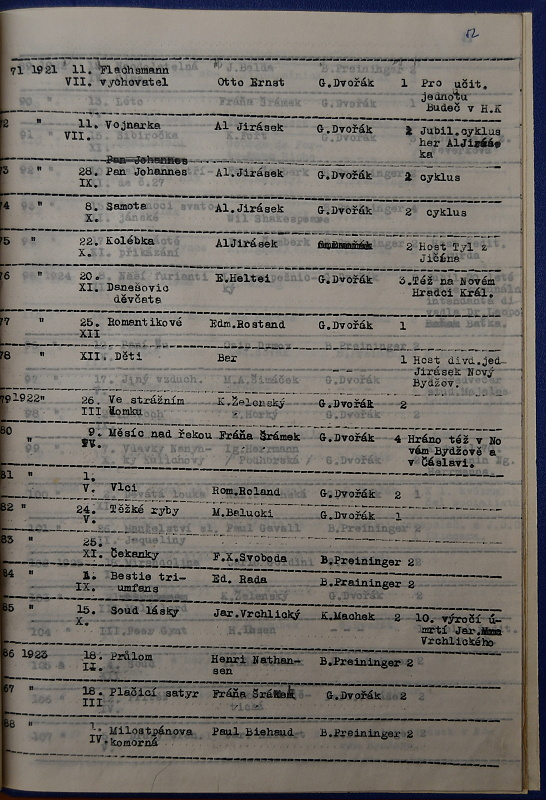 52
71 1921 11. Flachsmann
VII. vychovatel Otto Ernst G.Dvořák 1 Pro učit.
jednotu
Budeč v H.K
72 " 11. Vojnarka Al Jirásek G.Dvořák 2 Jubil.cyklus
VII. her AlJirás
ka
Pan Johannes
73 " 28. Pan Johannes Al.Jirásek G.Dvořák 2 cyklus
IX.
74 " 8. Samota Al.Jirásek G.Dvořák 2 cyklus
X.
75 " 22. Kolébka AlJirásek G.Dvořák 2 Host Tyl z
X. Jičína
76 " 20. E.Heltei G.Dvořák 3.Též na Novém
XI. Danešovic Hradci Král.
děvčata
77 " 25. Romantikové Edm.Rostand G.Dvořák 1
XII
78 " XII. Děti Ber 1 Host divd.jed
Jirásek Nový
Bydžov.
79 1922" 26. Ve strážním K.Želenský G.Dvořák 2
III domku
80 " 9. Měsíc nad řekou Fráňa Šrámek G.Dvořák 4 Hráno též v No
IV. vám Bydžově a
v Čáslavi.
81 " 1.
V. Vlci Rom.Roland G.Dvořák 2
82 " 24. Těžké ryby M.Balucki G.Dvořák 1
V.
83 " 25.
XI. Čekanky F.X.Svoboda B.Preininger 2
84 " 1. Bestie tri- Ed. Rada B.Praininger 2
IX. umfans
85 " 15. Soud lásky Jar.Vrchlický K.Machek 2 10. výročí ú-
X. mrtí Jar.
Vrchlického
86 1923 18. Průlom Henri Nathan- B.Preininger 2
II. sen
87 " 18. Plačicí satyr Fráňa Šrámek G.Dvořák 2
III
88 " 1. Milostpánova Paul Biehaud B.Preininger 2
IV. komorná